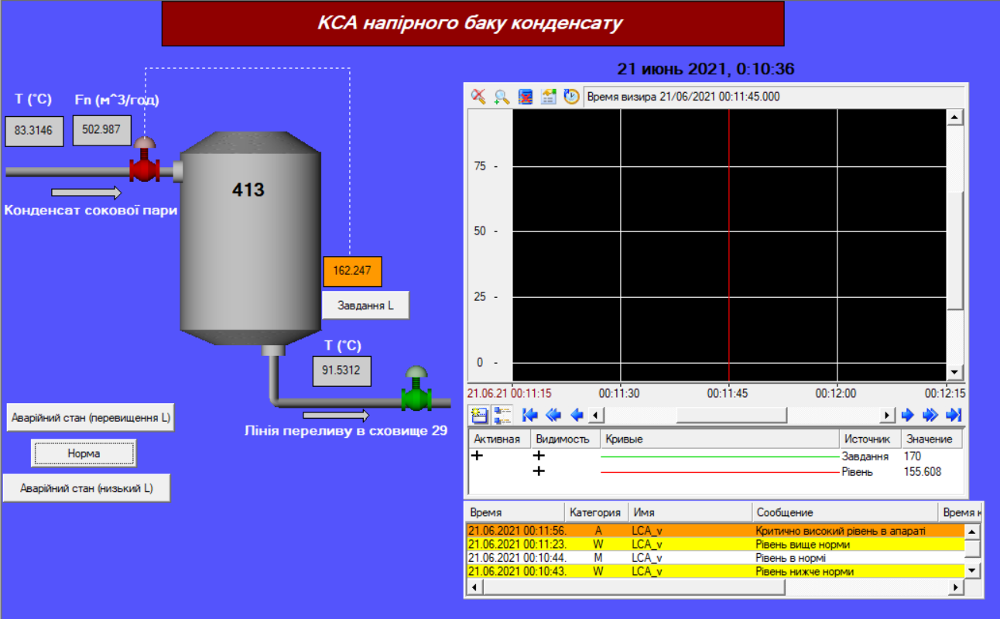 КСА напірного баку конденсату
21 июнь 2021, 0:10:36
T (°C) Fп (м^3/год)
83.3146 502.987
413
Конденсат сокової пари
162.247
Завдання L
T (°C)
91.5312
Лінія переливу в сховище 29
Аварійний стан (перевищення L)
Норма
Аварійний стан (низький L)
Время визира 21/06/2021 00:11:45.000
75 -
50 -
25 -
0 -
21.06.21 00:11:15 00:11:30 00:11:45 00:12:00 00:12:15
Активная Видимость Кривые Источник Значение
Завдання 170
Рівень 155.608
Время Категория Имя Сообщение Время к
21.06.2021 00:11:56. A LCA_v Критично високий рівень в апараті
21.06.2021 00:11:23. W LCA_v Рівень вище норми
21.06.2021 00:10:44. M LCA_v Рівень в нормі
21.06.2021 00:10:43. W LCA_v Рівень нижче норми